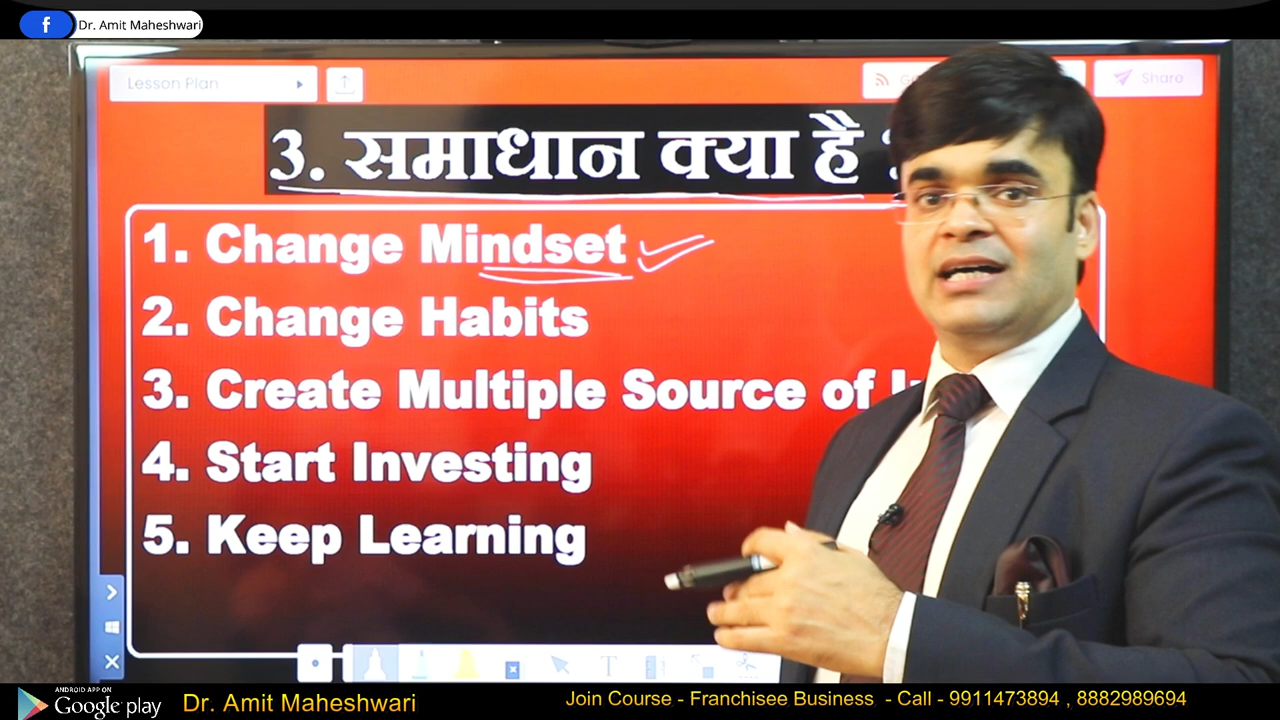 f Dr. Amit Maheshwari
Lesson Plan
Share
3. समाधान क्या है ?
1. Change Mindset
2. Change Habits
3. Create Multiple Source of
4. Start Investing
5. Keep Learning
ANDROID APP ON
Google play
Dr. Amit Maheshwari
Join Course - Franchisee Business - Call - 9911473894 , 8882989694